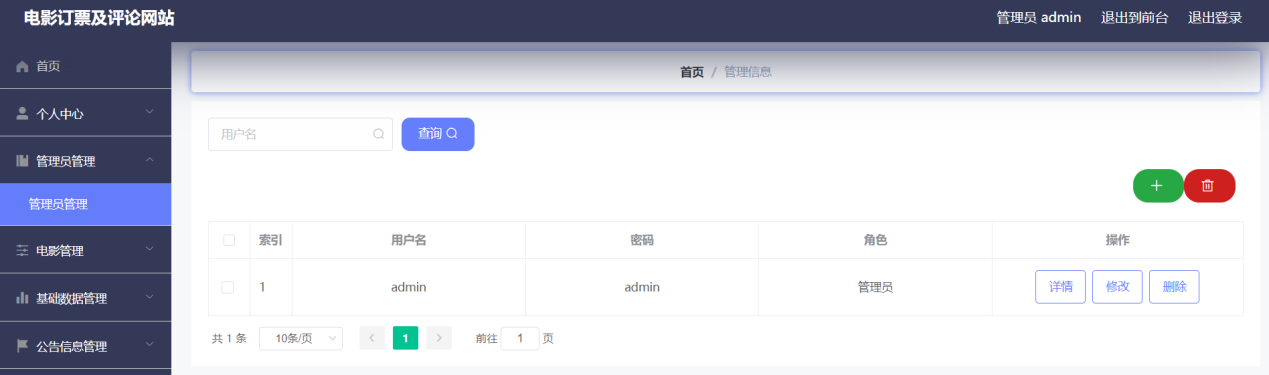 电影订票及评论网站
管理员 admin 退出到前台 退出登录
首页
个人中心
管理员管理
管理员管理
电影管理
基础数据管理
公告信息管理
首页 / 管理信息
用户名 查询
索引 用户名 密码 角色 操作
1 admin admin 管理员 详情 修改 删除
共 1 条 10条/页 1 前往 1 页